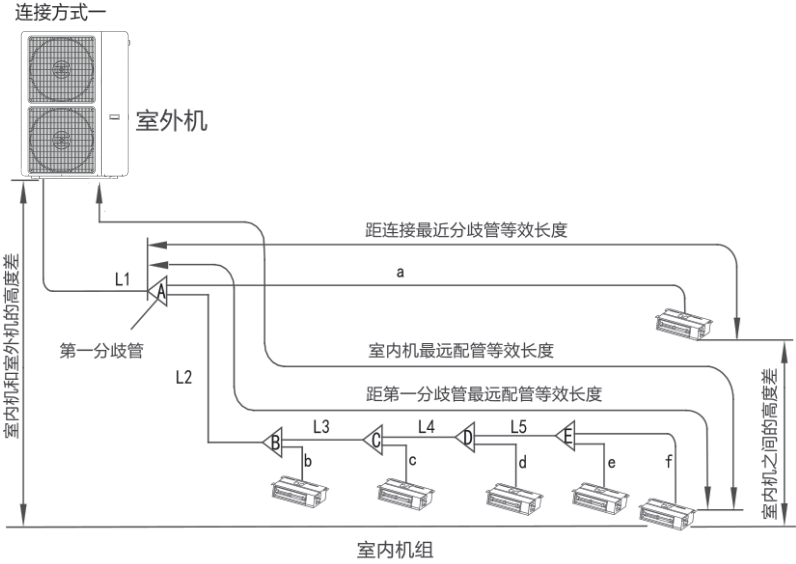 连接方式一
室外机
距连接最近分歧管等效长度
L1
A
a
第一分歧管
室内机最远配管等效长度
L2
距第一分歧管最远配管等效长度
L3
L4
L5
B
C
D
E
b
c
d
e
f
室内机和室外机的高度差
室内机之间的高度差
室内机组